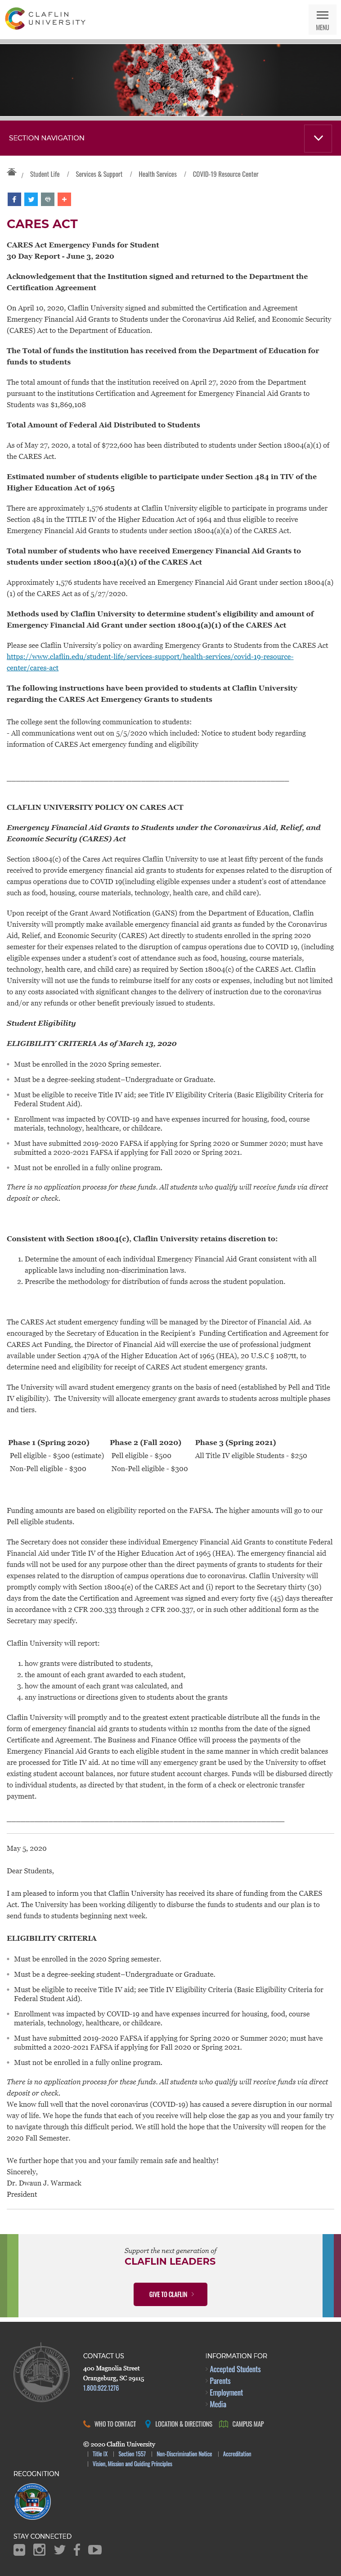 CLAFLIN
UNIVERSITY
MENU
SECTION NAVIGATION
/ Student Life / Services & Support / Health Services / COVID-19 Resource Center
CARES ACT
CARES Act Emergency Funds for Student
30 Day Report - June 3, 2020
Acknowledgement that the Institution signed and returned to the Department the
Certification Agreement
On April 10, 2020, Claflin University signed and submitted the Certification and Agreement
Emergency Financial Aid Grants to Students under the Coronavirus Aid Relief, and Economic Security
(CARES) Act to the Department of Education.
The Total of funds the institution has received from the Department of Education for
funds to students
The total amount of funds that the institution received on April 27, 2020 from the Department
pursuant to the institutions Certification and Agreement for Emergency Financial Aid Grants to
Students was $1,869,108
Total Amount of Federal Aid Distributed to Students
As of May 27, 2020, a total of $722,600 has been distributed to students under Section 18004(a)(1) of
the CARES Act.
Estimated number of students eligible to participate under Section 484 in TIV of the
Higher Education Act of 1965
There are approximately 1,576 students at Claflin University eligible to participate in programs under
Section 484 in the TITLE IV of the Higher Education Act of 1964 and thus eligible to receive
Emergency Financial Aid Grants to students under section 18004(a)(a) of the CARES Act.
Total number of students who have received Emergency Financial Aid Grants to
students under section 18004(a)(1) of the CARES Act
Approximately 1,576 students have received an Emergency Financial Aid Grant under section 18004(a)
(1) of the CARES Act as of 5/27/2020.
Methods used by Claflin University to determine student's eligibility and amount of
Emergency Financial Aid Grant under section 18004(a)(1) of the CARES Act
Please see Claflin University's policy on awarding Emergency Grants to Students from the CARES Act
https://www.claflin.edu/student-life/services-support/health-services/covid-19-resource-
center/cares-act
The following instructions have been provided to students at Claflin University
regarding the CARES Act Emergency Grants to students
The college sent the following communication to students:
- All communications went out on 5/5/2020 which included: Notice to student body regarding
information of CARES Act emergency funding and eligibility
CLAFLIN UNIVERSITY POLICY ON CARES ACT
Emergency Financial Aid Grants to Students under the Coronavirus Aid, Relief, and
Economic Security (CARES) Act
Section 18004(c) of the Cares Act requires Claflin University to use at least fifty percent of the funds
received to provide emergency financial aid grants to students for expenses related to the disruption of
campus operations due to COVID 19(including eligible expenses under a student's cost of attendance
such as food, housing, course materials, technology, health care, and child care).
Upon receipt of the Grant Award Notification (GANS) from the Department of Education, Claflin
University will promptly make available emergency financial aid grants as funded by the Coronavirus
Aid, Relief, and Economic Security (CARES) Act directly to students enrolled in the spring 2020
semester for their expenses related to the disruption of campus operations due to COVID 19, (including
eligible expenses under a student's cost of attendance such as food, housing, course materials,
technology, health care, and child care) as required by Section 18004(c) of the CARES Act. Claflin
University will not use the funds to reimburse itself for any costs or expenses, including but not limited
to any costs associated with significant changes to the delivery of instruction due to the coronavirus
and/or any refunds or other benefit previously issued to students.
Student Eligibility
ELIGIBILITY CRITERIA As of March 13, 2020
Must be enrolled in the 2020 Spring semester.
Must be a degree-seeking student–Undergraduate or Graduate.
Must be eligible to receive Title IV aid; see Title IV Eligibility Criteria (Basic Eligibility Criteria for
Federal Student Aid).
Enrollment was impacted by COVID-19 and have expenses incurred for housing, food, course
materials, technology, healthcare, or childcare.
Must have submitted 2019-2020 FAFSA if applying for Spring 2020 or Summer 2020; must have
submitted a 2020-2021 FAFSA if applying for Fall 2020 or Spring 2021.
Must not be enrolled in a fully online program.
There is no application process for these funds. All students who qualify will receive funds via direct
deposit or check.
Consistent with Section 18004(c), Claflin University retains discretion to:
1. Determine the amount of each individual Emergency Financial Aid Grant consistent with all
applicable laws including non-discrimination laws.
2. Prescribe the methodology for distribution of funds across the student population.
The CARES Act student emergency funding will be managed by the Director of Financial Aid. As
encouraged by the Secretary of Education in the Recipient's Funding Certification and Agreement for
CARES Act Funding, the Director of Financial Aid will exercise the use of professional judgment
available under Section 479A of the Higher Education Act of 1965 (HEA), 20 U.S.C § 1087tt, to
determine need and eligibility for receipt of CARES Act student emergency grants.
The University will award student emergency grants on the basis of need (established by Pell and Title
IV eligibility). The University will allocate emergency grant awards to students across multiple phases
and tiers.
Phase 1 (Spring 2020) Phase 2 (Fall 2020) Phase 3 (Spring 2021)
Pell eligible - $500 (estimate) Pell eligible - $500 All Title IV eligible Students - $250
Non-Pell eligible - $300 Non-Pell eligible - $300
Funding amounts are based on eligibility reported on the FAFSA. The higher amounts will go to our
Pell eligible students.
The Secretary does not consider these individual Emergency Financial Aid Grants to constitute Federal
Financial Aid under Title IV of the Higher Education Act of 1965 (HEA). The emergency financial aid
funds will not be used for any purpose other than the direct payments of grants to students for their
expenses related to the disruption of campus operations due to coronavirus. Claflin University will
promptly comply with Section 18004(e) of the CARES Act and (i) report to the Secretary thirty (30)
days from the date the Certification and Agreement was signed and every forty five (45) days thereafter
in accordance with 2 CFR 200.333 through 2 CFR 200.337, or in such other additional form as the
Secretary may specify.
Claflin University will report:
1. how grants were distributed to students,
2. the amount of each grant awarded to each student,
3. how the amount of each grant was calculated, and
4. any instructions or directions given to students about the grants
Claflin University will promptly and to the greatest extent practicable distribute all the funds in the
form of emergency financial aid grants to students within 12 months from the date of the signed
Certificate and Agreement. The Business and Finance Office will process the payments of the
Emergency Financial Aid Grants to each eligible student in the same manner in which credit balances
are processed for Title IV aid. At no time will any emergency grant be used by the University to offset
student account balances, nor future student account charges. Funds will be disbursed directly
to individual students, as directed by that student, in the form of a check or electronic transfer
payment.
May 5, 2020
Dear Students,
I am pleased to inform you that Claflin University has received its share of funding from the CARES
Act. The University has been working diligently to disburse the funds to students and our plan is to
send funds to students beginning next week.
ELIGIBILITY CRITERIA
Must be enrolled in the 2020 Spring semester.
Must be a degree-seeking student–Undergraduate or Graduate.
Must be eligible to receive Title IV aid; see Title IV Eligibility Criteria (Basic Eligibility Criteria for
Federal Student Aid).
Enrollment was impacted by COVID-19 and have expenses incurred for housing, food, course
materials, technology, healthcare, or childcare.
Must have submitted 2019-2020 FAFSA if applying for Spring 2020 or Summer 2020; must have
submitted a 2020-2021 FAFSA if applying for Fall 2020 or Spring 2021.
Must not be enrolled in a fully online program.
There is no application process for these funds. All students who qualify will receive funds via direct
deposit or check.
We know full well that the novel coronavirus (COVID-19) has caused a severe disruption in our normal
way of life. We hope the funds that each of you receive will help close the gap as you and your family try
to navigate through this difficult period. We still hold the hope that the University will reopen for the
2020 Fall Semester.
We further hope that you and your family remain safe and healthy!
Sincerely,
Dr. Dwaun J. Warmack
President
Support the next generation of
CLAFLIN LEADERS
GIVE TO CLAFLIN
CONTACT US
400 Magnolia Street
Orangeburg, SC 29115
1.800.922.1276
INFORMATION FOR
Accepted Students
Parents
Employment
Media
WHO TO CONTACT LOCATION & DIRECTIONS CAMPUS MAP
© 2020 Claflin University
| Title IX | Section 1557 | Non-Discrimination Notice | Accreditation
| Vision, Mission and Guiding Principles
RECOGNITION
STAY CONNECTED